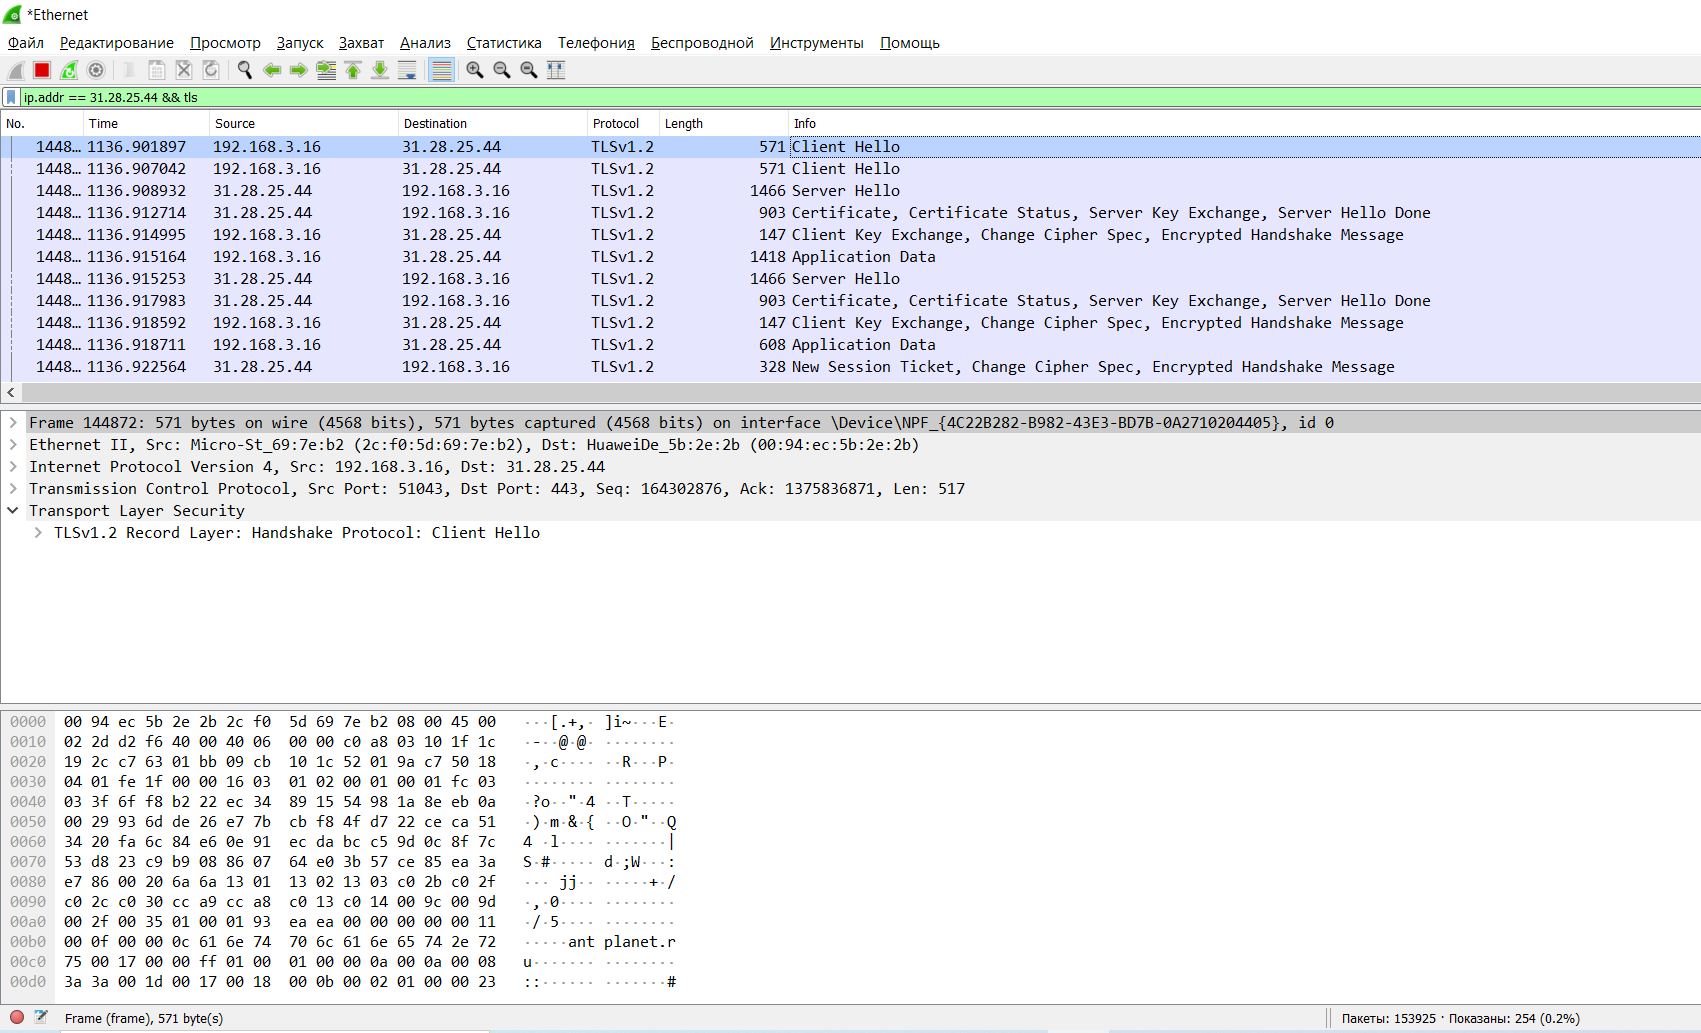 *Ethernet
Файл Редактирование Просмотр Запуск Захват Анализ Статистика Телефония Беспроводной Инструменты Помощь
ip.addr == 31.28.25.44 && tls
No. Time Source Destination Protocol Length Info
1448… 1136.901897 192.168.3.16 31.28.25.44 TLSv1.2 571 Client Hello
1448… 1136.907042 192.168.3.16 31.28.25.44 TLSv1.2 571 Client Hello
1448… 1136.908932 31.28.25.44 192.168.3.16 TLSv1.2 1466 Server Hello
1448… 1136.912714 31.28.25.44 192.168.3.16 TLSv1.2 903 Certificate, Certificate Status, Server Key Exchange, Server Hello Done
1448… 1136.914995 192.168.3.16 31.28.25.44 TLSv1.2 147 Client Key Exchange, Change Cipher Spec, Encrypted Handshake Message
1448… 1136.915164 192.168.3.16 31.28.25.44 TLSv1.2 1418 Application Data
1448… 1136.915253 31.28.25.44 192.168.3.16 TLSv1.2 1466 Server Hello
1448… 1136.917983 31.28.25.44 192.168.3.16 TLSv1.2 903 Certificate, Certificate Status, Server Key Exchange, Server Hello Done
1448… 1136.918592 192.168.3.16 31.28.25.44 TLSv1.2 147 Client Key Exchange, Change Cipher Spec, Encrypted Handshake Message
1448… 1136.918711 192.168.3.16 31.28.25.44 TLSv1.2 608 Application Data
1448… 1136.922564 31.28.25.44 192.168.3.16 TLSv1.2 328 New Session Ticket, Change Cipher Spec, Encrypted Handshake Message
Frame 144872: 571 bytes on wire (4568 bits), 571 bytes captured (4568 bits) on interface \Device\NPF_{4C22B282-B982-43E3-BD7B-0A2710204405}, id 0
Ethernet II, Src: Micro-St_69:7e:b2 (2c:f0:5d:69:7e:b2), Dst: HuaweiDe_5b:2e:2b (00:94:ec:5b:2e:2b)
Internet Protocol Version 4, Src: 192.168.3.16, Dst: 31.28.25.44
Transmission Control Protocol, Src Port: 51043, Dst Port: 443, Seq: 164302876, Ack: 1375836871, Len: 517
Transport Layer Security
TLSv1.2 Record Layer: Handshake Protocol: Client Hello
0000 00 94 ec 5b 2e 2b 2c f0 5d 69 7e b2 08 00 45 00 ···[.+,· ]i~···E·
0010 02 2d d2 f6 40 00 40 06 00 00 c0 a8 03 10 1f 1c ·-··@·@· ········
0020 19 2c c7 63 01 bb 09 cb 10 1c 52 01 9a c7 50 18 ·,·c···· ··R···P·
0030 04 01 fe 1f 00 00 16 03 01 02 00 01 00 01 fc 03 ········ ········
0040 03 3f 6f f8 b2 22 ec 34 89 15 54 98 1a 8e eb 0a ·?o··"·4 ··T·····
0050 00 29 93 6d de 26 e7 7b cb f8 4f d7 22 ce ca 51 ·)·m·&·{ ··O·"··Q
0060 34 20 fa 6c 84 e6 0e 91 ec da bc c5 9d 0c 8f 7c 4 ·l···· ·······|
0070 53 d8 23 c9 b9 08 86 07 64 e0 3b 57 ce 85 ea 3a S·#····· d·;W···:
0080 e7 86 00 20 6a 6a 13 01 13 02 13 03 c0 2b c0 2f ··· jj·· ·····+·/
0090 c0 2c c0 30 cc a9 cc a8 c0 13 c0 14 00 9c 00 9d ·,·0···· ········
00a0 00 2f 00 35 01 00 01 93 ea ea 00 00 00 00 00 11 ·/·5···· ········
00b0 00 0f 00 00 0c 61 6e 74 70 6c 61 6e 65 74 2e 72 ·····ant planet.r
00c0 75 00 17 00 00 ff 01 00 01 00 00 0a 00 0a 00 08 u······· ········
00d0 3a 3a 00 1d 00 17 00 18 00 0b 00 02 01 00 00 23 ::······ ·······#
Frame (frame), 571 byte(s) Пакеты: 153925 · Показаны: 254 (0.2%)